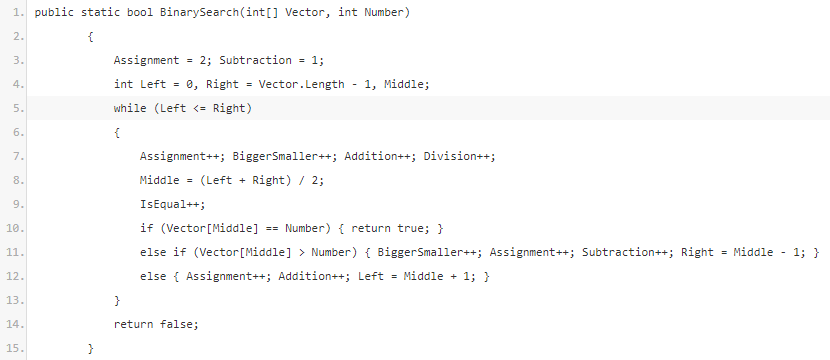 1. public static bool BinarySearch(int[] Vector, int Number)
2. {
3. Assignment = 2; Subtraction = 1;
4. int Left = 0, Right = Vector.Length - 1, Middle;
5. while (Left <= Right)
6. {
7. Assignment++; BiggerSmaller++; Addition++; Division++;
8. Middle = (Left + Right) / 2;
9. IsEqual++;
10. if (Vector[Middle] == Number) { return true; }
11. else if (Vector[Middle] > Number) { BiggerSmaller++; Assignment++; Subtraction++; Right = Middle - 1; }
12. else { Assignment++; Addition++; Left = Middle + 1; }
13. }
14. return false;
15. }